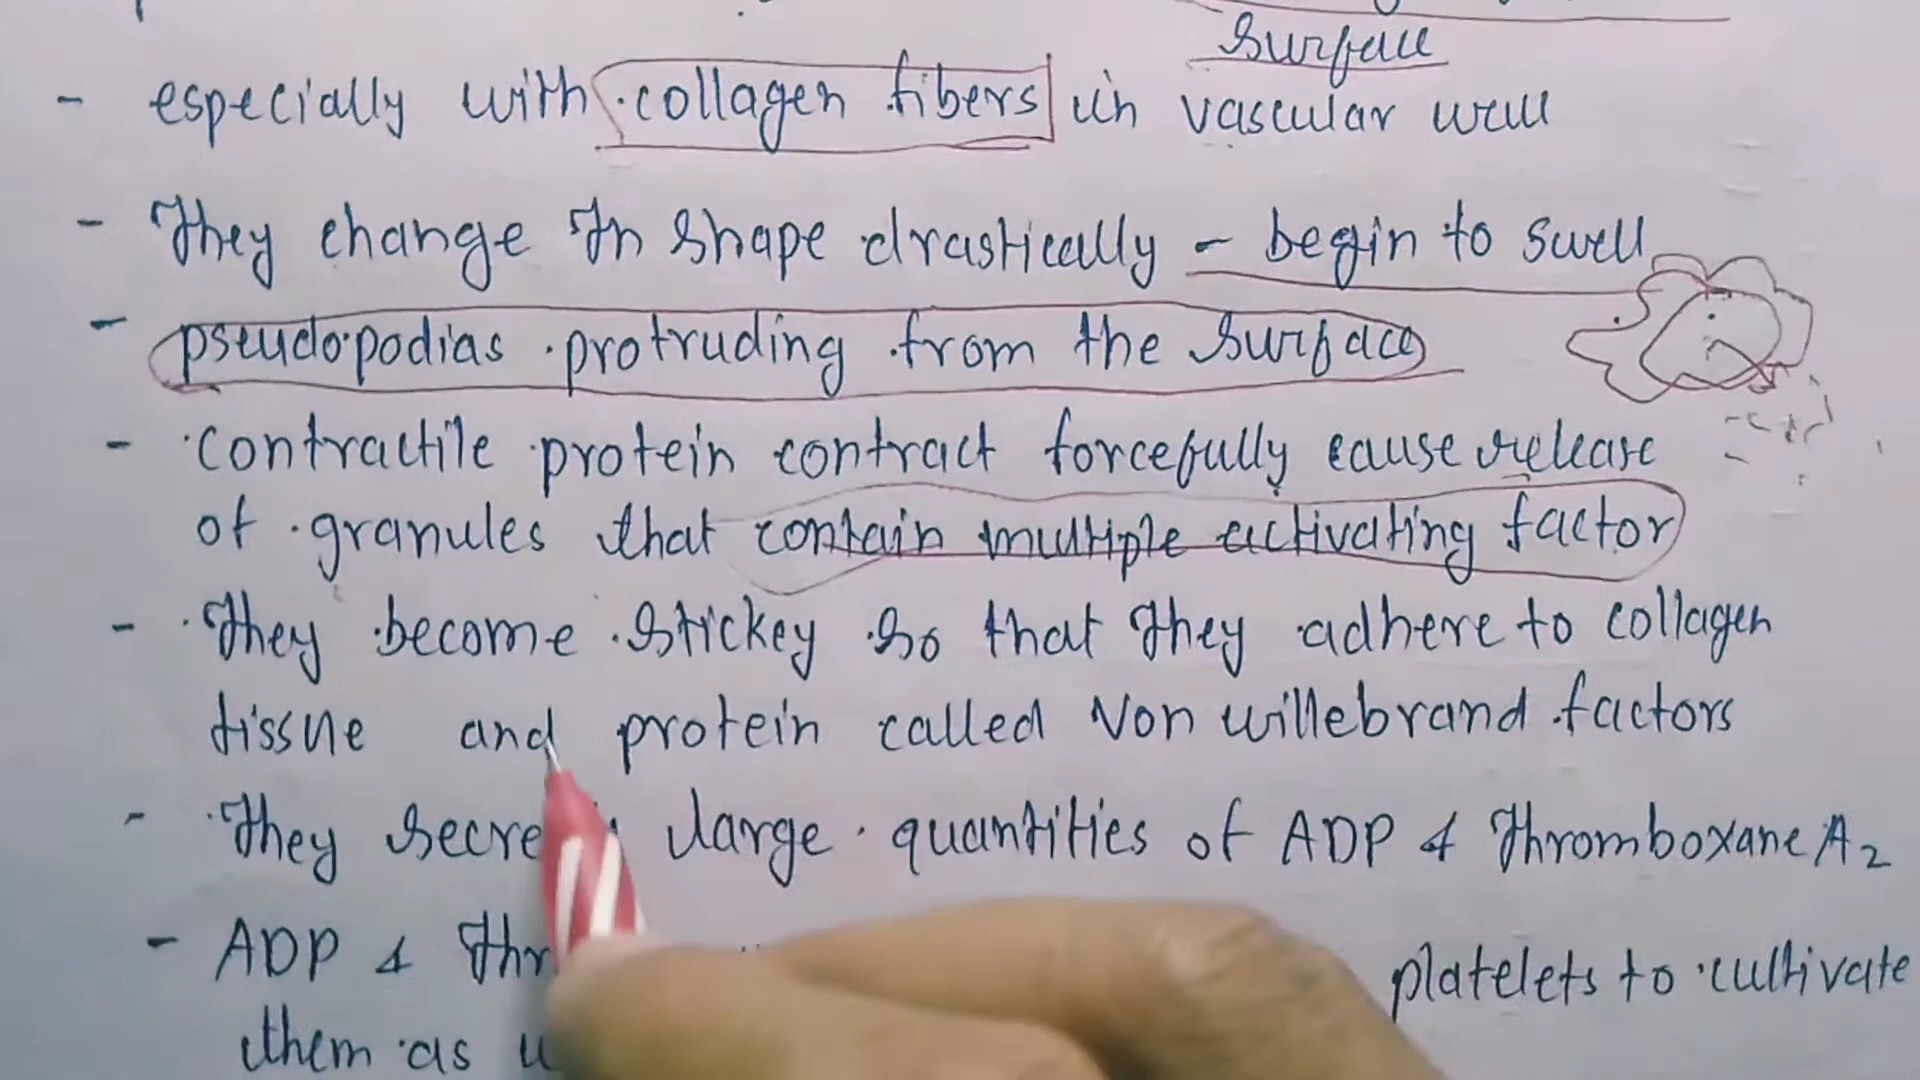 surface
- especially with collagen fibers in vascular wall
- They change In shape drastically - begin to swell
- pseudopodias protruding from the surface
- contractile protein contract forcefully cause release
of granules that contain multiple activating factor
- They become stickey so that they adhere to collagen
tissue and protein called Von willebrand factors
- They large quantities of ADP & Thromboxane A2
- ADP & platelets to cultivate
them as